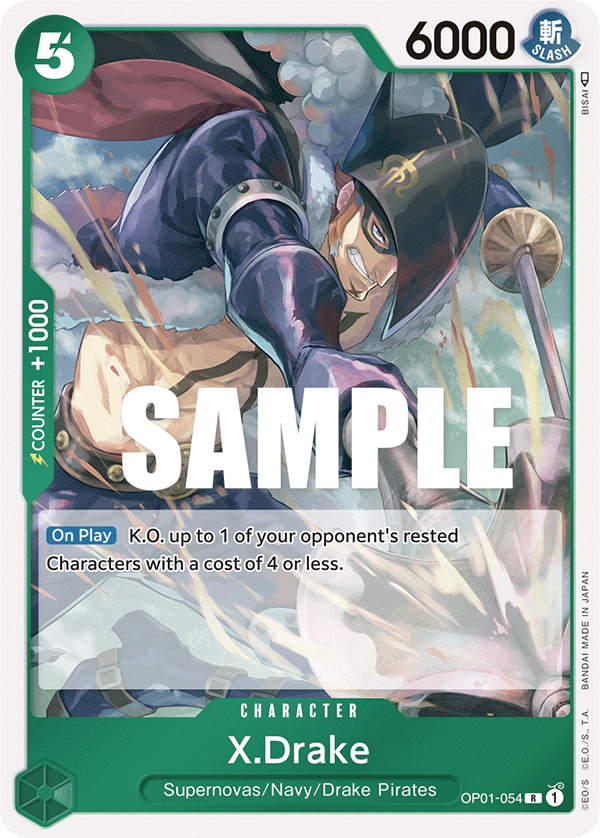 5
6000
斬
SLASH
BISAI
COUNTER +1000
SAMPLE
On Play K.O. up to 1 of your opponent's rested
Characters with a cost of 4 or less.
CHARACTER
X.Drake
Supernovas/Navy/Drake Pirates
OP01-054 R 1
©EO/S ©E.O./S., T.A. BANDAI MADE IN JAPAN